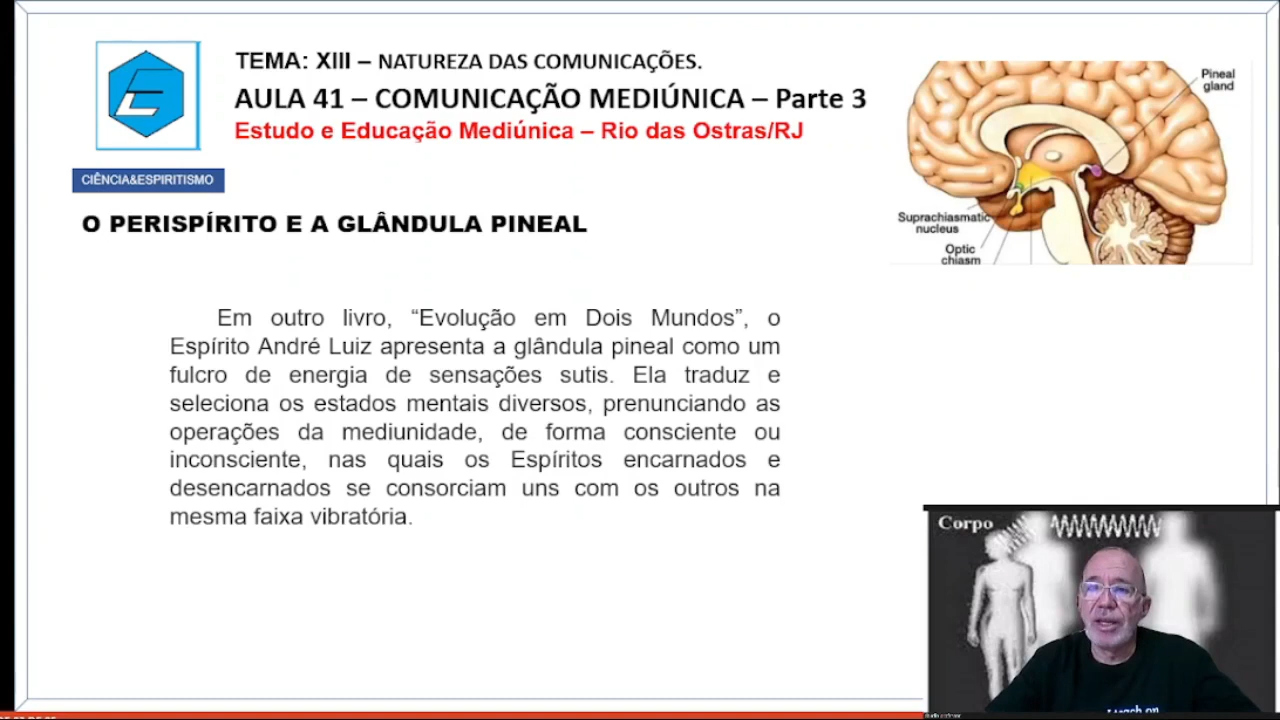 TEMA: XIII – NATUREZA DAS COMUNICAÇÕES.
AULA 41 – COMUNICAÇÃO MEDIÚNICA – Parte 3
Estudo e Educação Mediúnica – Rio das Ostras/RJ
CIÊNCIA&ESPIRITISMO
O PERISPÍRITO E A GLÂNDULA PINEAL
Pineal
gland
Suprachiasmatic
nucleus
Optic
chiasm
Em outro livro, “Evolução em Dois Mundos”, o
Espírito André Luiz apresenta a glândula pineal como um
fulcro de energia de sensações sutis. Ela traduz e
seleciona os estados mentais diversos, prenunciando as
operações da mediunidade, de forma consciente ou
inconsciente, nas quais os Espíritos encarnados e
desencarnados se consorciam uns com os outros na
mesma faixa vibratória.
Corpo